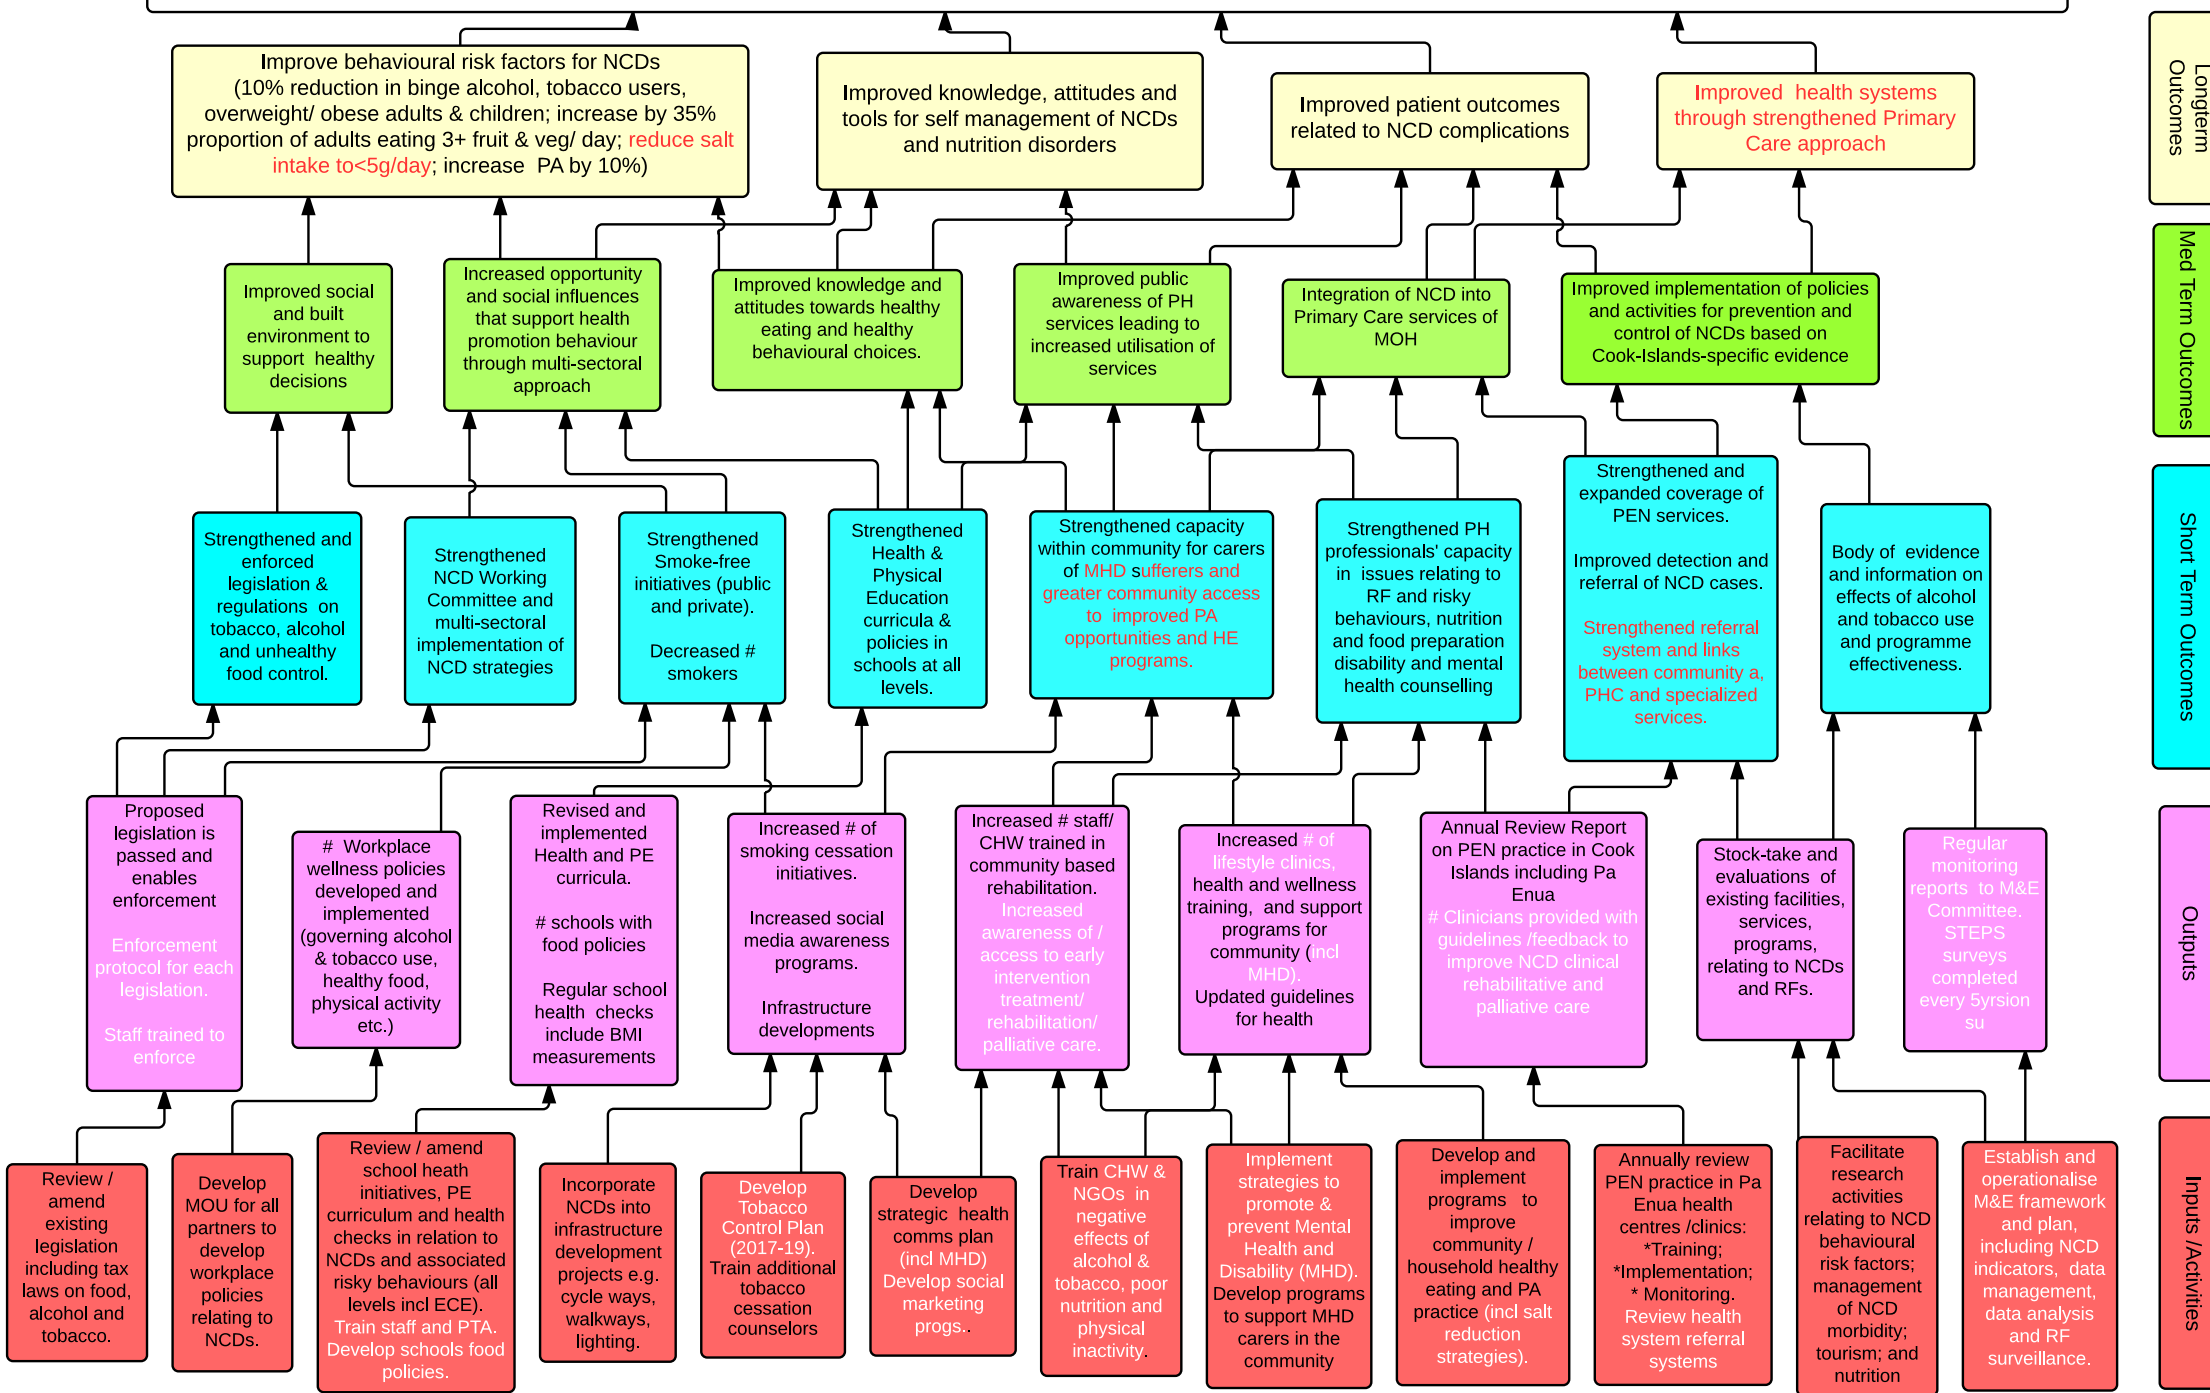 Improve behavioural risk factors for NCDs
(10% reduction in binge alcohol, tobacco users,
overweight/ obese adults & children; increase by 35%
proportion of adults eating 3+ fruit & veg/ day; reduce salt
intake to<5g/day; increase PA by 10%)
Improved knowledge, attitudes and
tools for self management of NCDs
and nutrition disorders
Improved patient outcomes
related to NCD complications
Improved health systems
through strengthened Primary
Care approach
Longterm
Outcomes
Improved social
and built
environment to
support healthy
decisions
Increased opportunity
and social influences
that support health
promotion behaviour
through multi-sectoral
approach
Improved knowledge and
attitudes towards healthy
eating and healthy
behavioural choices.
Improved public
awareness of PH
services leading to
increased utilisation of
services
Integration of NCD into
Primary Care services of
MOH
Improved implementation of policies
and activities for prevention and
control of NCDs based on
Cook-Islands-specific evidence
Med Term Outcomes
Strengthened and
enforced
legislation &
regulations on
tobacco, alcohol
and unhealthy
food control.
Strengthened
NCD Working
Committee and
multi-sectoral
implementation of
NCD strategies
Strengthened
Smoke-free
initiatives (public
and private).
Decreased #
smokers
Strengthened
Health &
Physical
Education
curricula &
policies in
schools at all
levels.
Strengthened capacity
within community for carers
of MHD sufferers and
greater community access
to improved PA
opportunities and HE
programs.
Strengthened PH
professionals' capacity
in issues relating to
RF and risky
behaviours, nutrition
and food preparation
disability and mental
health counselling
Strengthened and
expanded coverage of
PEN services.
Improved detection and
referral of NCD cases.
Strengthened referral
system and links
between community a,
PHC and specialized
services.
Body of evidence
and information on
effects of alcohol
and tobacco use
and programme
effectiveness.
Short Term Outcomes
Proposed
legislation is
passed and
enables
enforcement
Enforcement
protocol for each
legislation.
Staff trained to
enforce
# Workplace
wellness policies
developed and
implemented
(governing alcohol
& tobacco use,
healthy food,
physical activity
etc.)
Revised and
implemented
Health and PE
curricula.
# schools with
food policies
Regular school
health checks
include BMI
measurements
Increased # of
smoking cessation
initiatives.
Increased social
media awareness
programs.
Infrastructure
developments
Increased # staff/
CHW trained in
community based
rehabilitation.
Increased
awareness of /
access to early
intervention
treatment/
rehabilitation/
palliative care.
Increased # of
lifestyle clinics,
health and wellness
training, and support
programs for
community (incl
MHD).
Updated guidelines
for health
Annual Review Report
on PEN practice in Cook
Islands including Pa
Enua
# Clinicians provided with
guidelines /feedback to
improve NCD clinical
rehabilitative and
palliative care
Stock-take and
evaluations of
existing facilities,
services,
programs,
relating to NCDs
and RFs.
Regular
monitoring
reports to M&E
Committee.
STEPS
surveys
completed
every 5yrsion
su
Outputs
Review /
amend
existing
legislation
including tax
laws on food,
alcohol and
tobacco.
Develop
MOU for all
partners to
develop
workplace
policies
relating to
NCDs.
Review / amend
school heath
initiatives, PE
curriculum and health
checks in relation to
NCDs and associated
risky behaviours (all
levels incl ECE).
Train staff and PTA.
Develop schools food
policies.
Incorporate
NCDs into
infrastructure
development
projects e.g.
cycle ways,
walkways,
lighting.
Develop
Tobacco
Control Plan
(2017-19).
Train additional
tobacco
cessation
counselors
Develop
strategic health
comms plan
(incl MHD)
Develop social
marketing
progs..
Train CHW &
NGOs in
negative
effects of
alcohol &
tobacco, poor
nutrition and
physical
inactivity.
Implement
strategies to
promote &
prevent Mental
Health and
Disability (MHD).
Develop programs
to support MHD
carers in the
community
Develop and
implement
programs to
improve
community /
household healthy
eating and PA
practice (incl salt
reduction
strategies).
Annually review
PEN practice in Pa
Enua health
centres /clinics:
*Training;
*Implementation;
* Monitoring.
Review health
system referral
systems
Facilitate
research
activities
relating to NCD
behavioural
risk factors;
management
of NCD
morbidity;
tourism; and
nutrition
Establish and
operationalise
M&E framework
and plan,
including NCD
indicators, data
management,
data analysis
and RF
surveillance.
Inputs /Activities